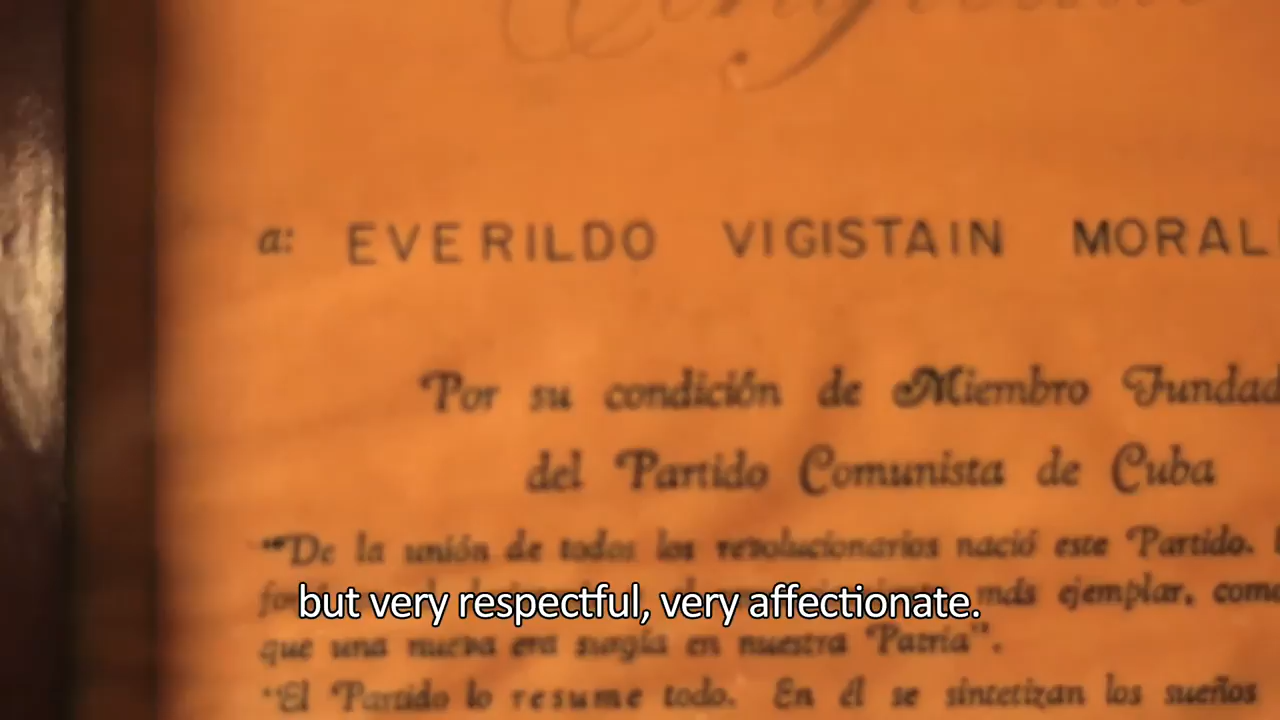 a: EVERILDO VIGISTAIN MORAL
Por su condición de Miembro Fundad
del Partido Comunista de Cuba
"De la unión de todos los revolucionarios nació este Partido.
más ejemplar, com
but very respectful, very affectionate.
que una nueva era surgía en nuestra Patria".
"El Partido lo resume todo. En él se sintetizan los sueños